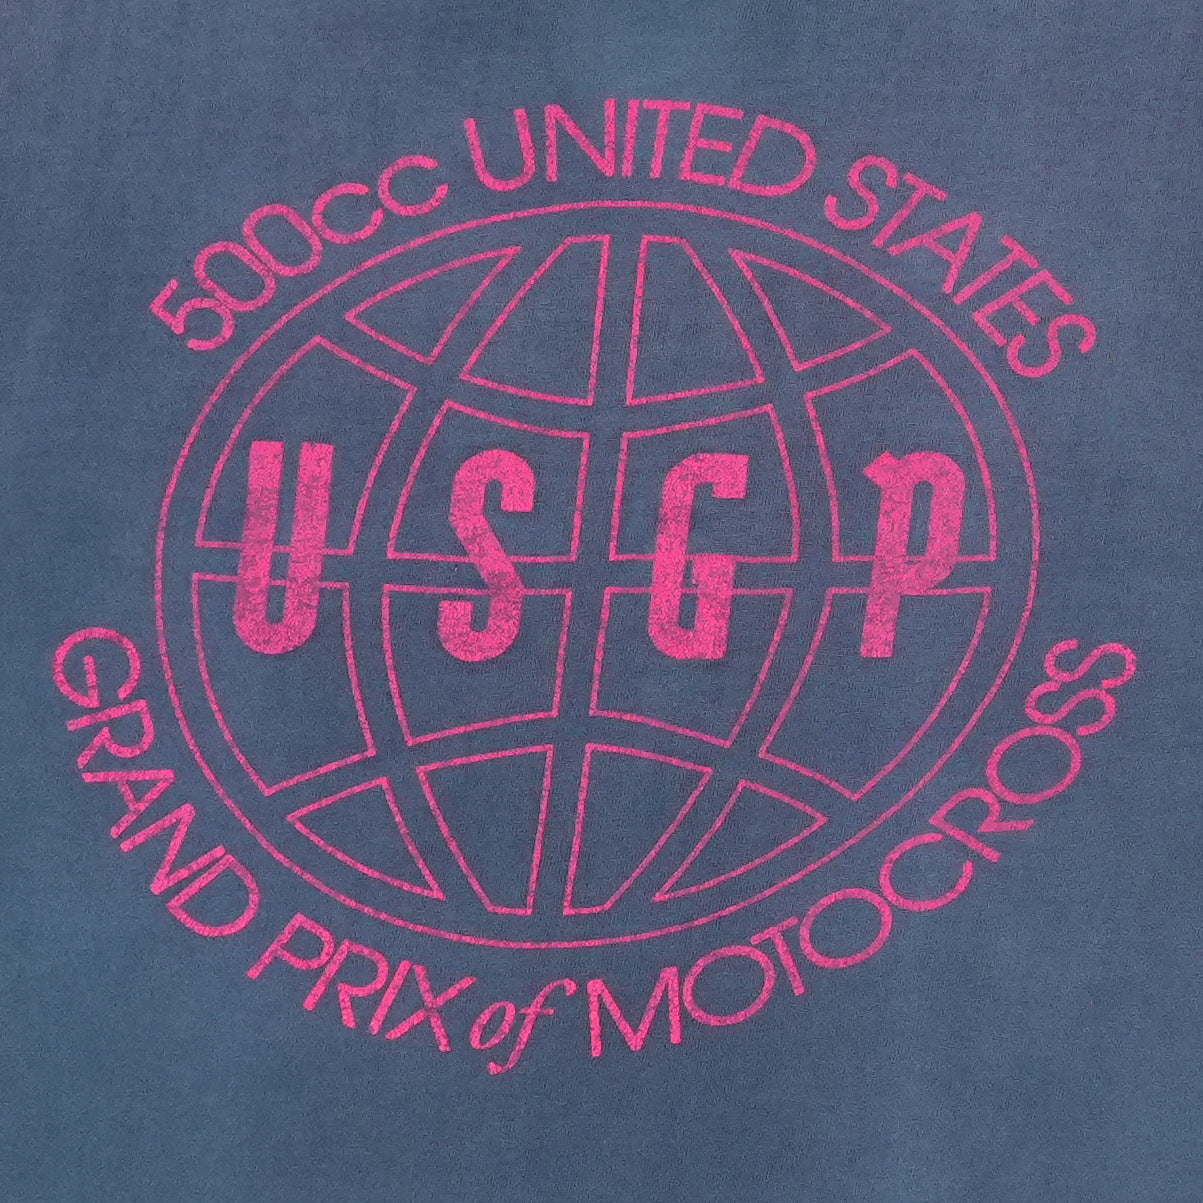 500cc UNITED STATES
USGP
GRAND PRIX of MOTOCROSS